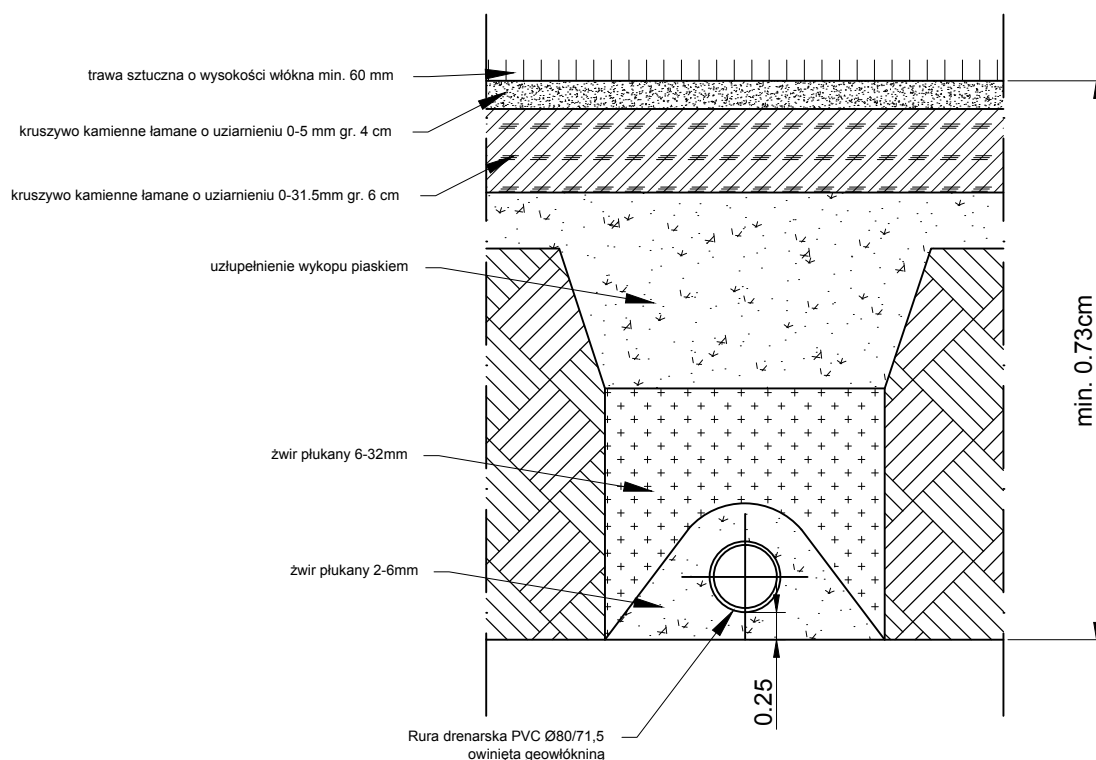 trawa sztuczna o wysokości włókna min. 60 mm
kruszywo kamienne łamane o uziarnieniu 0-5 mm gr. 4 cm
kruszywo kamienne łamane o uziarnieniu 0-31.5mm gr. 6 cm
uzłupełnienie wykopu piaskiem
min. 0.73cm
żwir płukany 6-32mm
żwir płukany 2-6mm
0.25
Rura drenarska PVC Ø80/71,5
owinięta geowłókniną